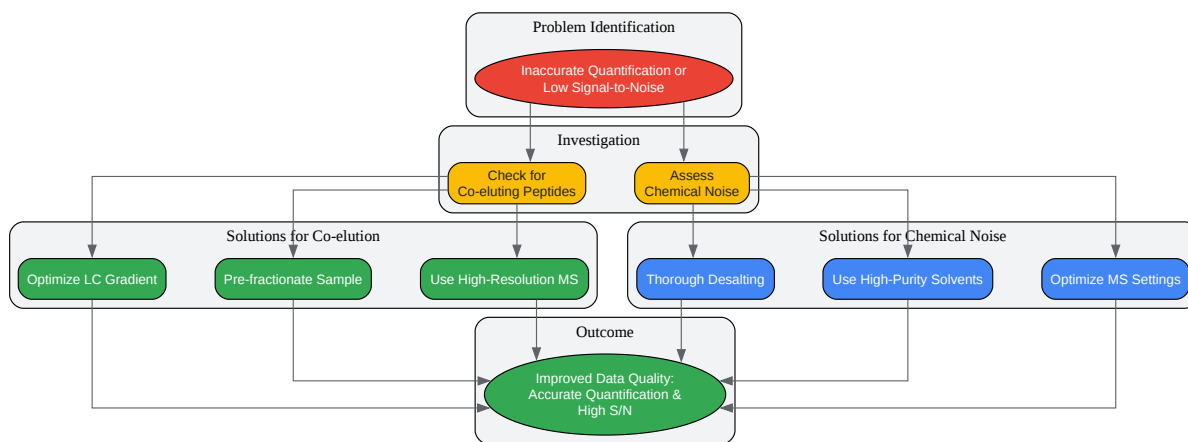 Problem Identification
Inaccurate Quantification or
Low Signal-to-Noise
Investigation
Check for
Co-eluting Peptides
Assess
Chemical Noise
Solutions for Co-elution
Optimize LC Gradient
Pre-fractionate Sample
Use High-Resolution MS
Solutions for Chemical Noise
Thorough Desalting
Use High-Purity Solvents
Optimize MS Settings
Outcome
Improved Data Quality:
Accurate Quantification &
High S/N